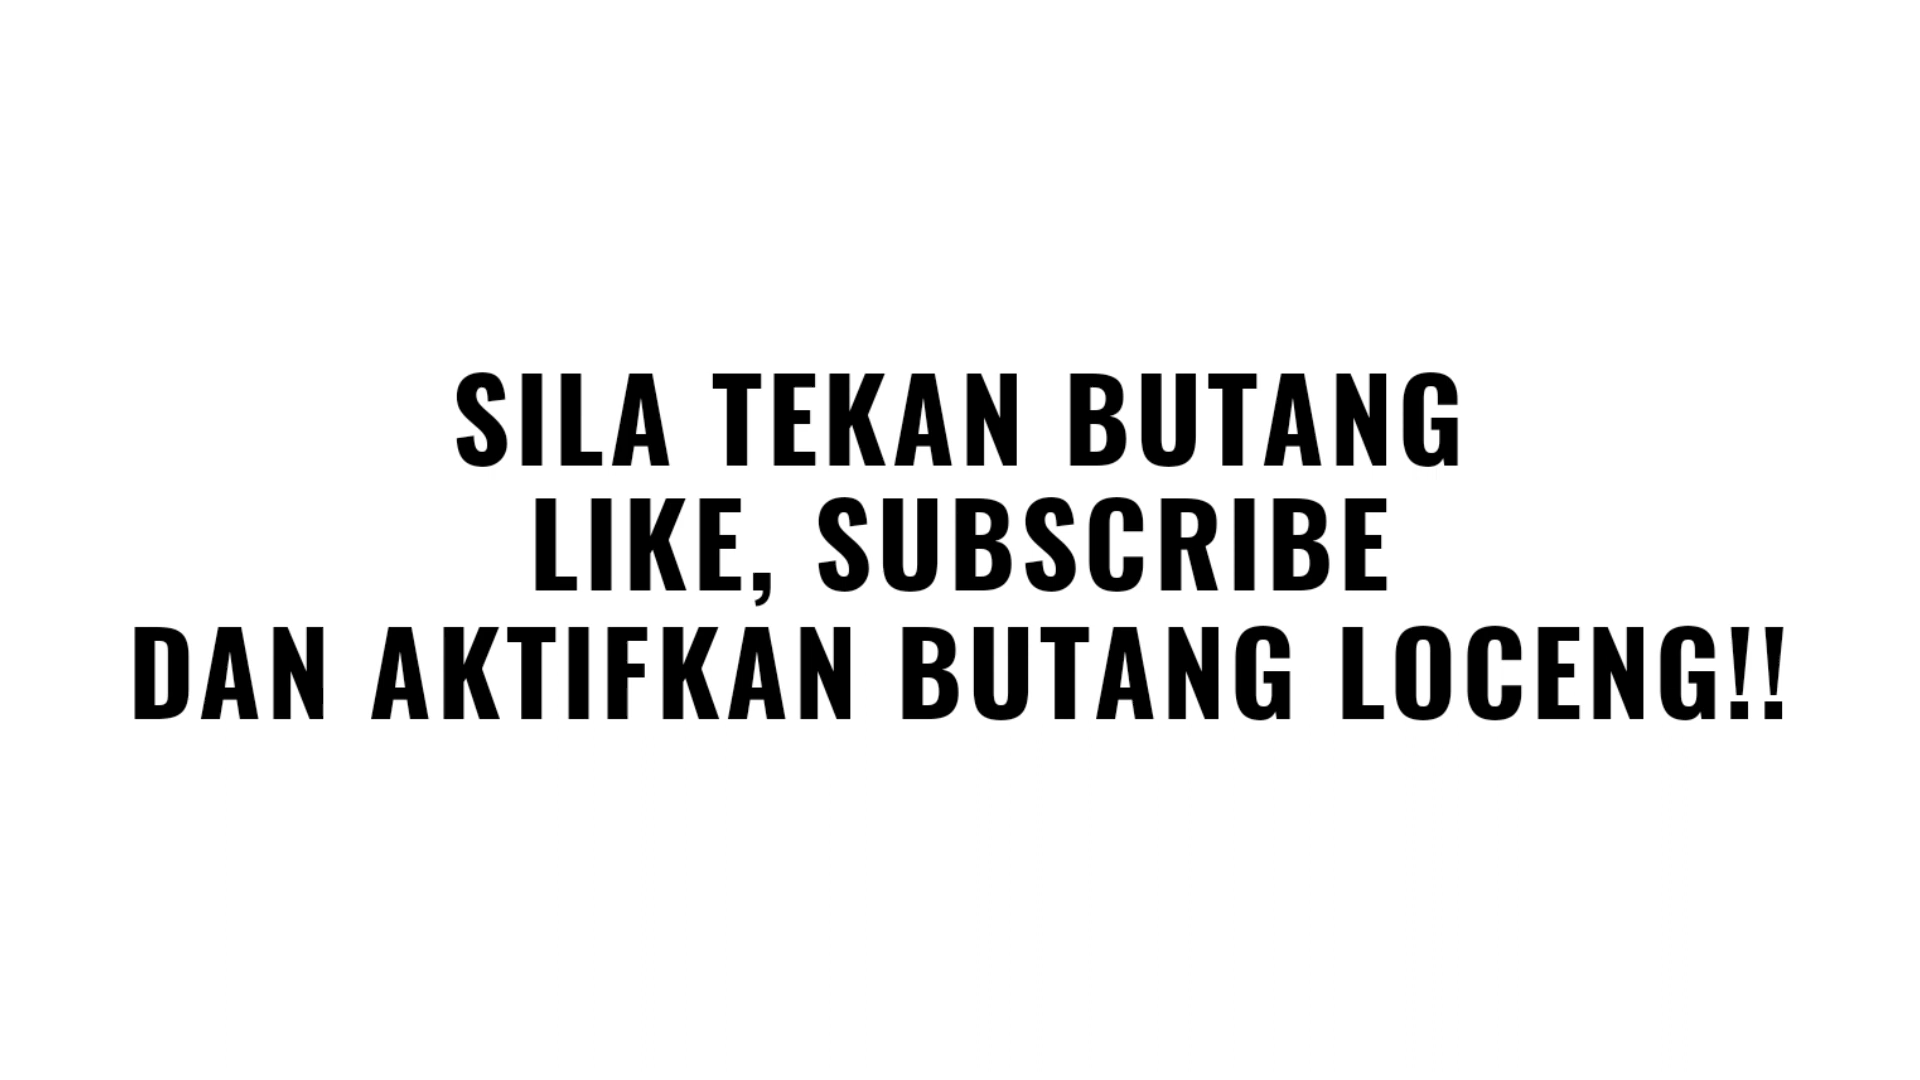 SILA TEKAN BUTANG
LIKE, SUBSCRIBE
DAN AKTIFKAN BUTANG LOCENG!!